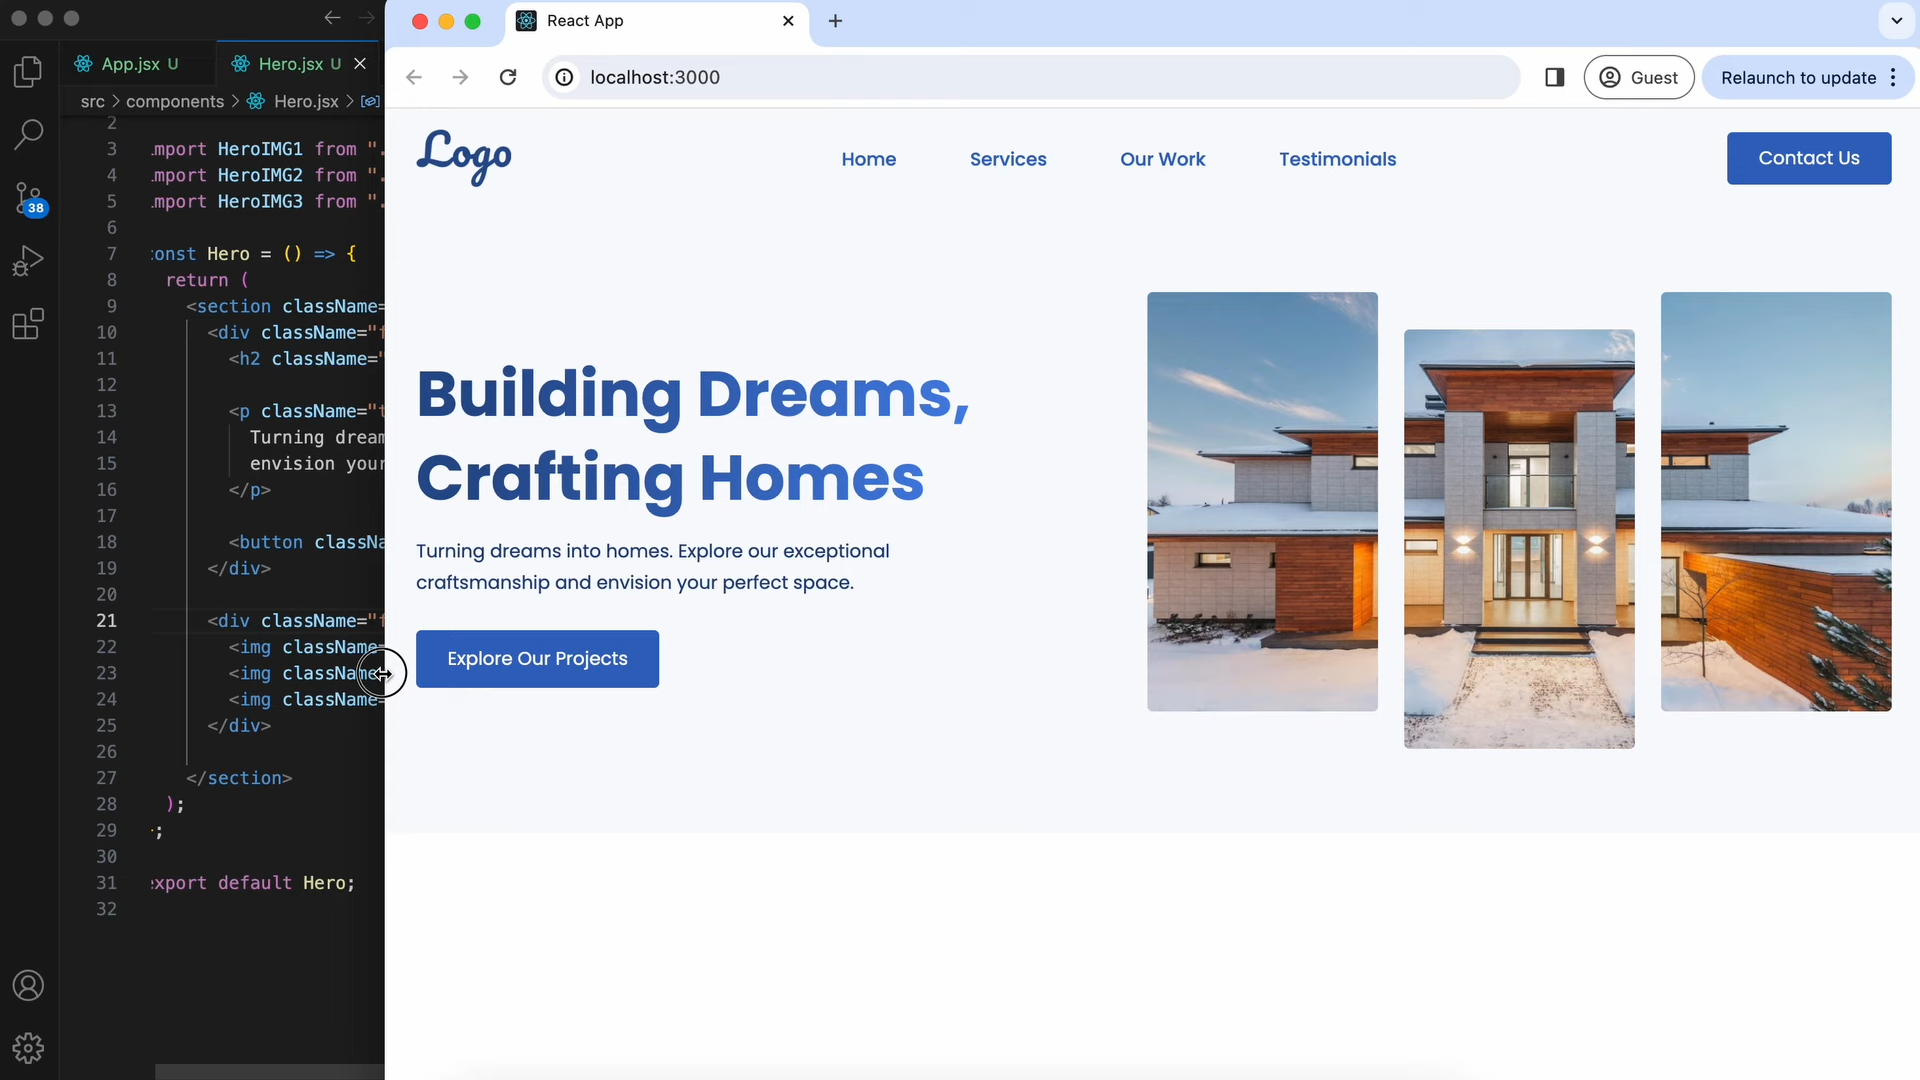 App.jsx U
Hero.jsx U
src > components > Hero.jsx >
38
2
3 mport HeroIMG1 from ".
4 mport HeroIMG2 from ".
5 mport HeroIMG3 from ".
6
7 onst Hero = () => {
8 return (
9 <section className=
10 <div className="f
11 <h2 className="
12
13 <p className="t
14 Turning dream
15 envision your
16 </p>
17
18 <button classNa
19 </div>
20
21 <div className="f
22 <img className=
23 <img className
24 <img className=
25 </div>
26
27 </section>
28 );
29 ;
30
31 xport default Hero;
32
React App
localhost:3000
Guest
Relaunch to update
Logo
Home
Services
Our Work
Testimonials
Contact Us
Building Dreams,
Crafting Homes
Turning dreams into homes. Explore our exceptional
craftsmanship and envision your perfect space.
Explore Our Projects